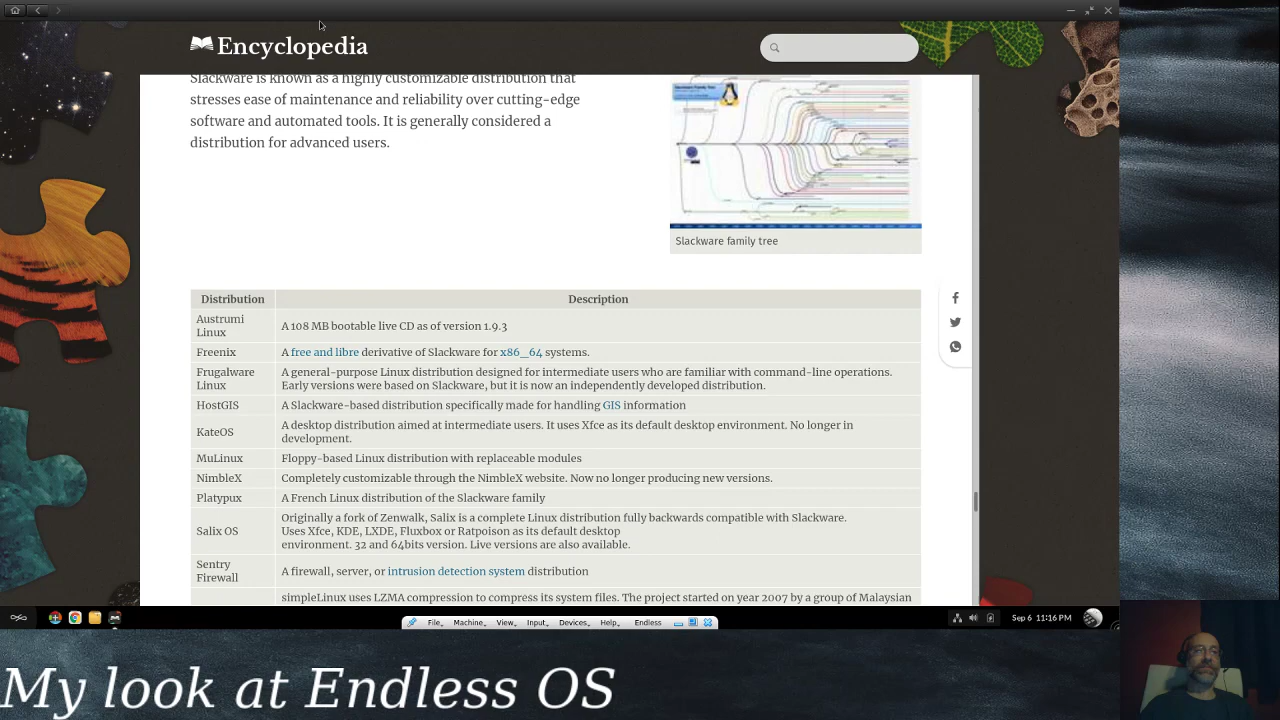 Encyclopedia
Slackware is known as a highly customizable distribution that
stresses ease of maintenance and reliability over cutting-edge
software and automated tools. It is generally considered a
distribution for advanced users.
Slackware Family Tree
Slackware family tree
Distribution Description
Austrumi
Linux
A 108 MB bootable live CD as of version 1.9.3
Freenix A free and libre derivative of Slackware for x86_64 systems.
Frugalware
Linux
A general-purpose Linux distribution designed for intermediate users who are familiar with command-line operations.
Early versions were based on Slackware, but it is now an independently developed distribution.
HostGIS A Slackware-based distribution specifically made for handling GIS information
KateOS
A desktop distribution aimed at intermediate users. It uses Xfce as its default desktop environment. No longer in
development.
MuLinux Floppy-based Linux distribution with replaceable modules
NimbleX Completely customizable through the NimbleX website. Now no longer producing new versions.
Platypux A French Linux distribution of the Slackware family
Salix OS
Originally a fork of Zenwalk, Salix is a complete Linux distribution fully backwards compatible with Slackware.
Uses Xfce, KDE, LXDE, Fluxbox or Ratpoison as its default desktop
environment. 32 and 64bits version. Live versions are also available.
Sentry
Firewall
A firewall, server, or intrusion detection system distribution
simpleLinux uses LZMA compression to compress its system files. The project started on year 2007 by a group of Malaysian
File Machine View Input Devices Help Endless
Sep 6 11:16 PM
My look at Endless OS